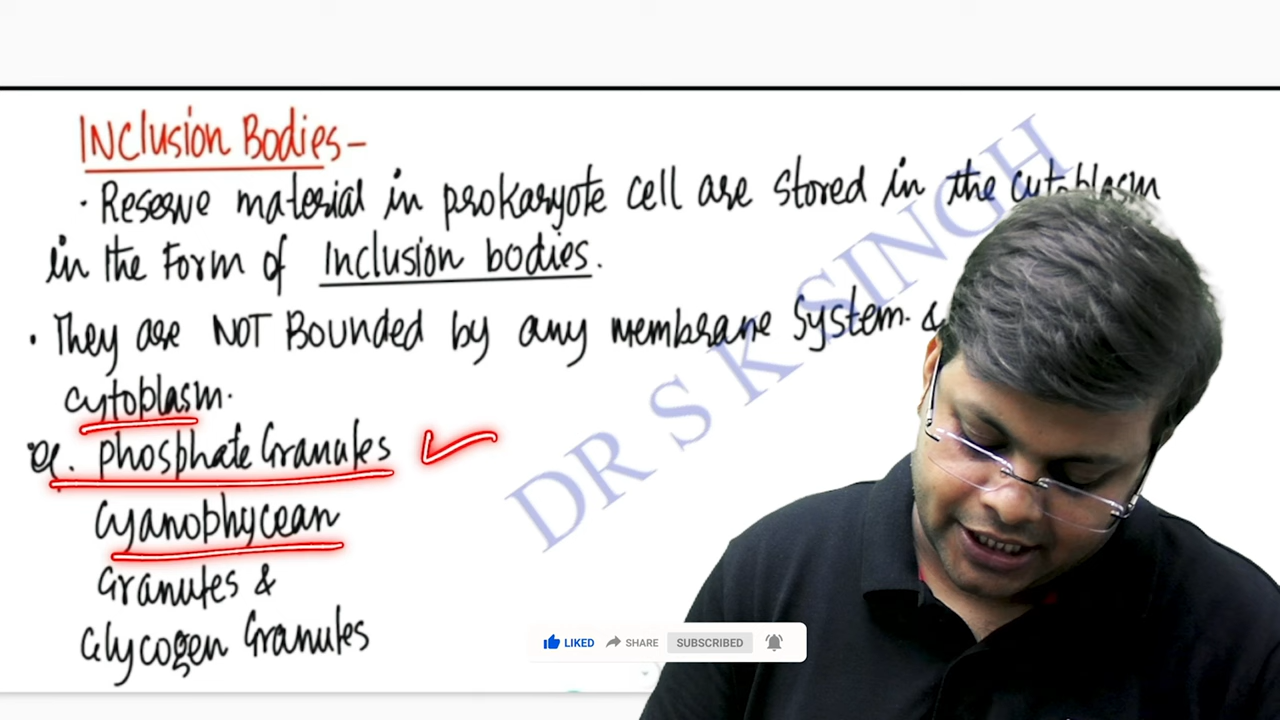 Inclusion Bodies-
· Reserve material in prokaryote cell are stored in the cytoplasm
in the Form of Inclusion bodies.
· They are NOT Bounded by any membrane System. &
cytoplasm.
eg. phosphate Granules
Cyanophycean
Granules &
Glycogen Granules
DR S K SINGH
LIKED SHARE SUBSCRIBED